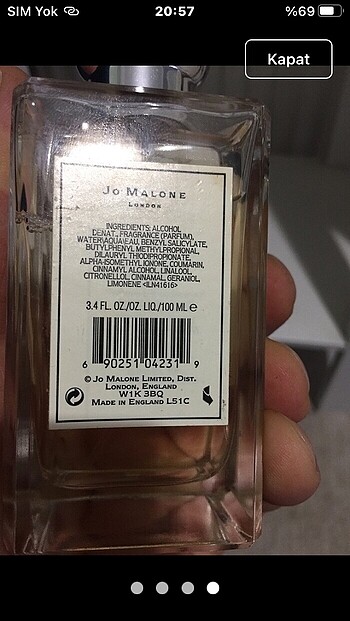 SIM Yok
20:57
%69
Kapat
JO MALONE
LONDON
INGREDIENTS: ALCOHOL
DENAT., FRAGRANCE (PARFUM),
WATER\AQUA\EAU, BENZYL SALICYLATE,
BUTYLPHENYL METHYLPROPIONAL,
DILAURYL THIODIPROPIONATE,
ALPHA-ISOMETHYL IONONE, COUMARIN,
CINNAMYL ALCOHOL, LINALOOL,
CITRONELLOL, CINNAMAL, GERANIOL,
LIMONENE <ILN41616>
3.4 FL. OZ./OZ. LIQ./100 ML ℮
6 90251 04231 9
© JO MALONE LIMITED, DIST.
LONDON, ENGLAND
W1K 3BQ
MADE IN ENGLAND L51C